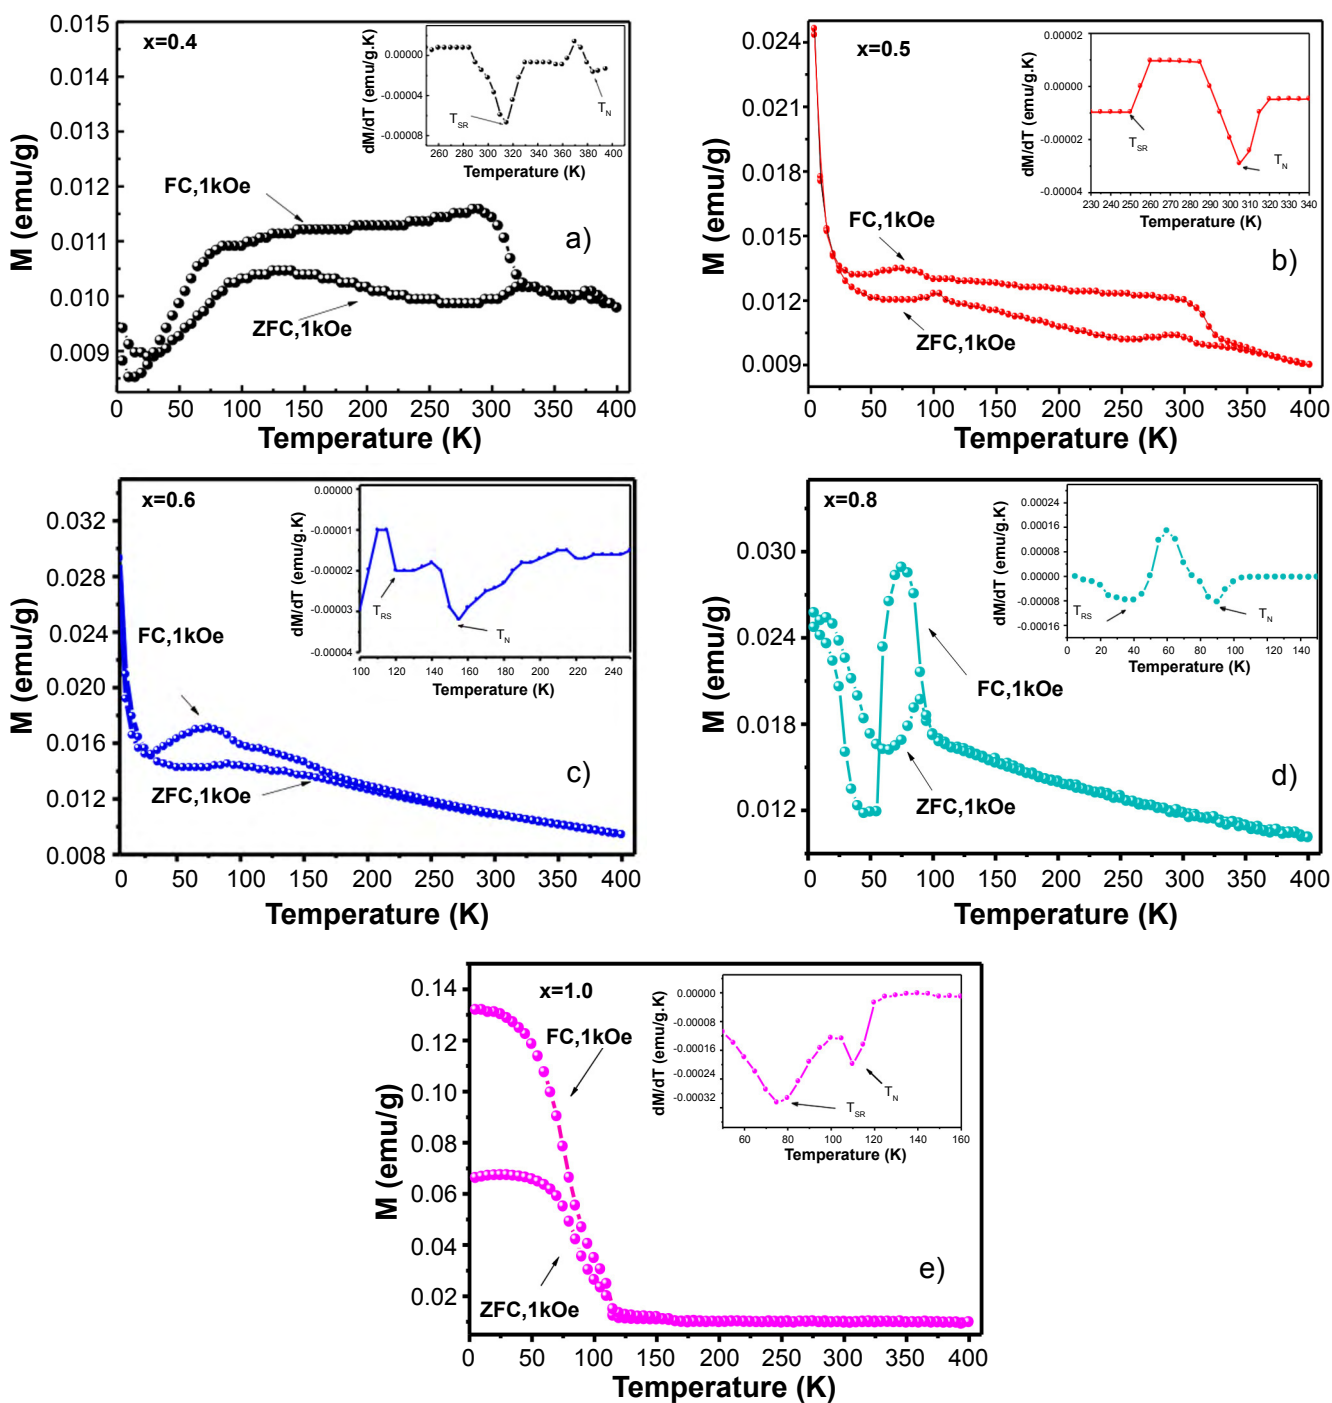 x=0.4
0.015
0.014
0.013
0.012
0.011
0.010
0.009
M (emu/g)
0 50 100 150 200 250 300 350 400
Temperature (K)
FC,1kOe
ZFC,1kOe
a)
0.00000
-0.00004
-0.00008
dM/dT (emu/g.K)
T_SR
T_N
260 280 300 320 340 360 380 400
Temperature (K)
x=0.5
0.024
0.021
0.018
0.015
0.012
0.009
M (emu/g)
0 50 100 150 200 250 300 350 400
Temperature (K)
FC,1kOe
ZFC,1kOe
b)
0.00002
0.00000
-0.00002
-0.00004
dM/dT (emu/g.K)
T_SR
T_N
230 240 250 260 270 280 290 300 310 320 330 340
Temperature (K)
x=0.6
0.032
0.028
0.024
0.020
0.016
0.012
0.008
M (emu/g)
0 50 100 150 200 250 300 350 400
Temperature (K)
FC,1kOe
ZFC,1kOe
c)
0.00000
-0.00001
-0.00002
-0.00003
-0.00004
dM/dT (emu/g.K)
T_RS
T_N
100 120 140 160 180 200 220 240
Temperature (K)
x=0.8
0.030
0.024
0.018
0.012
M (emu/g)
0 50 100 150 200 250 300 350 400
Temperature (K)
FC,1kOe
ZFC,1kOe
d)
0.00024
0.00016
0.00008
0.00000
-0.00008
-0.00016
dM/dT (emu/g.K)
T_RS
T_N
0 20 40 60 80 100 120 140
Temperature (K)
x=1.0
0.14
0.12
0.10
0.08
0.06
0.04
0.02
M (emu/g)
0 50 100 150 200 250 300 350 400
Temperature (K)
FC,1kOe
ZFC,1kOe
e)
0.00000
-0.00008
-0.00016
-0.00024
-0.00032
dM/dT (emu/g.K)
T_SR
T_N
60 80 100 120 140 160
Temperature (K)